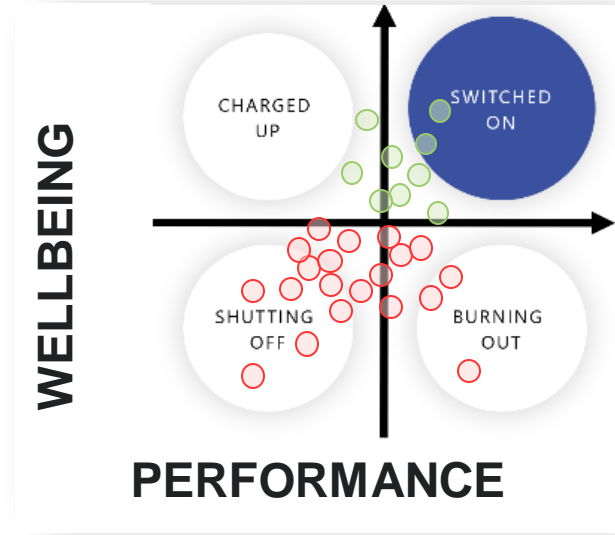 CHARGED
UP
SWITCHED
ON
WELLBEING
SHUTTING
OFF
BURNING
OUT
PERFORMANCE